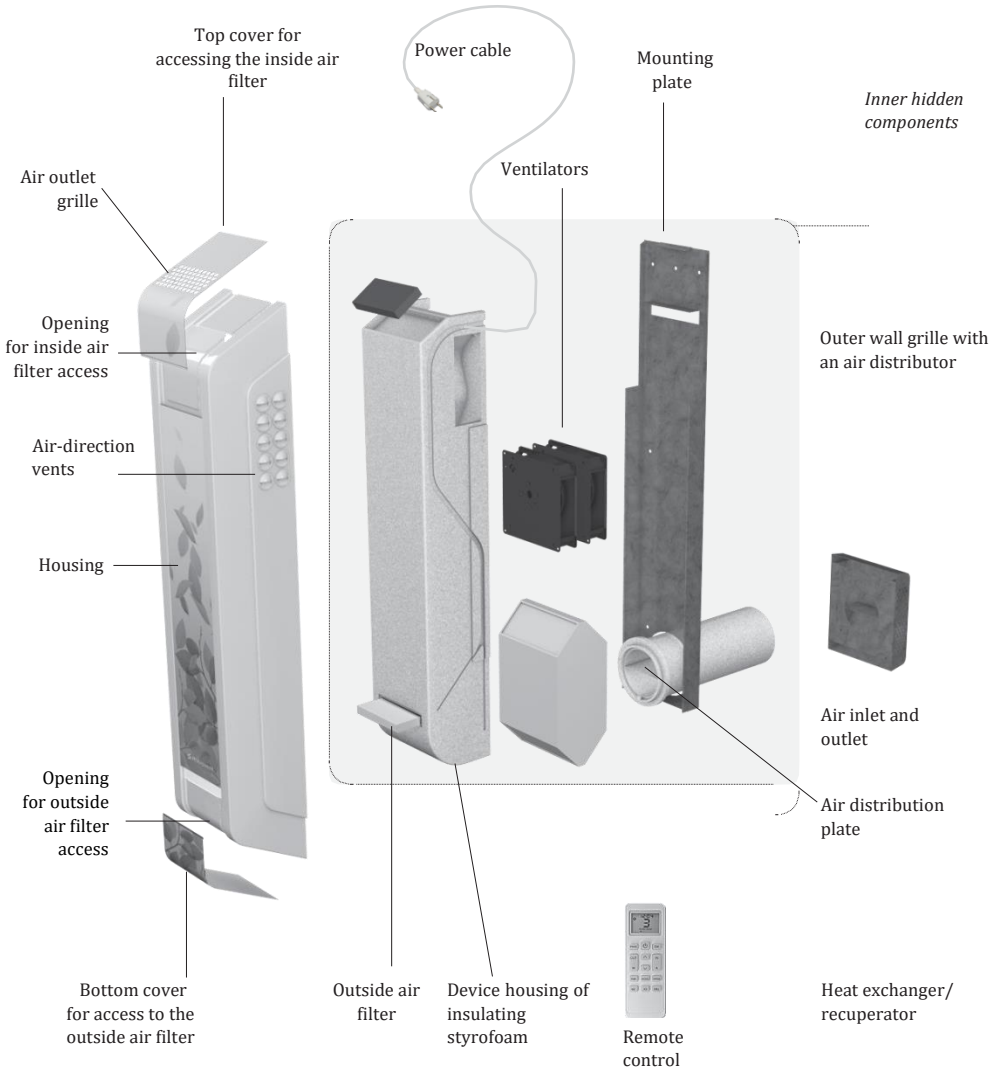 Top cover for
accessing the inside air
filter
Power cable
Mounting
plate
Inner hidden
components
Air outlet
grille
Ventilators
Opening
for inside air
filter access
Outer wall grille with
an air distributor
Air-direction
vents
Housing
Air inlet and
outlet
Opening
for outside
air filter
access
Air distribution
plate
3
Bottom cover
for access to the
outside air filter
Outside air
filter
Device housing of
insulating
styrofoam
Remote
control
Heat exchanger/
recuperator